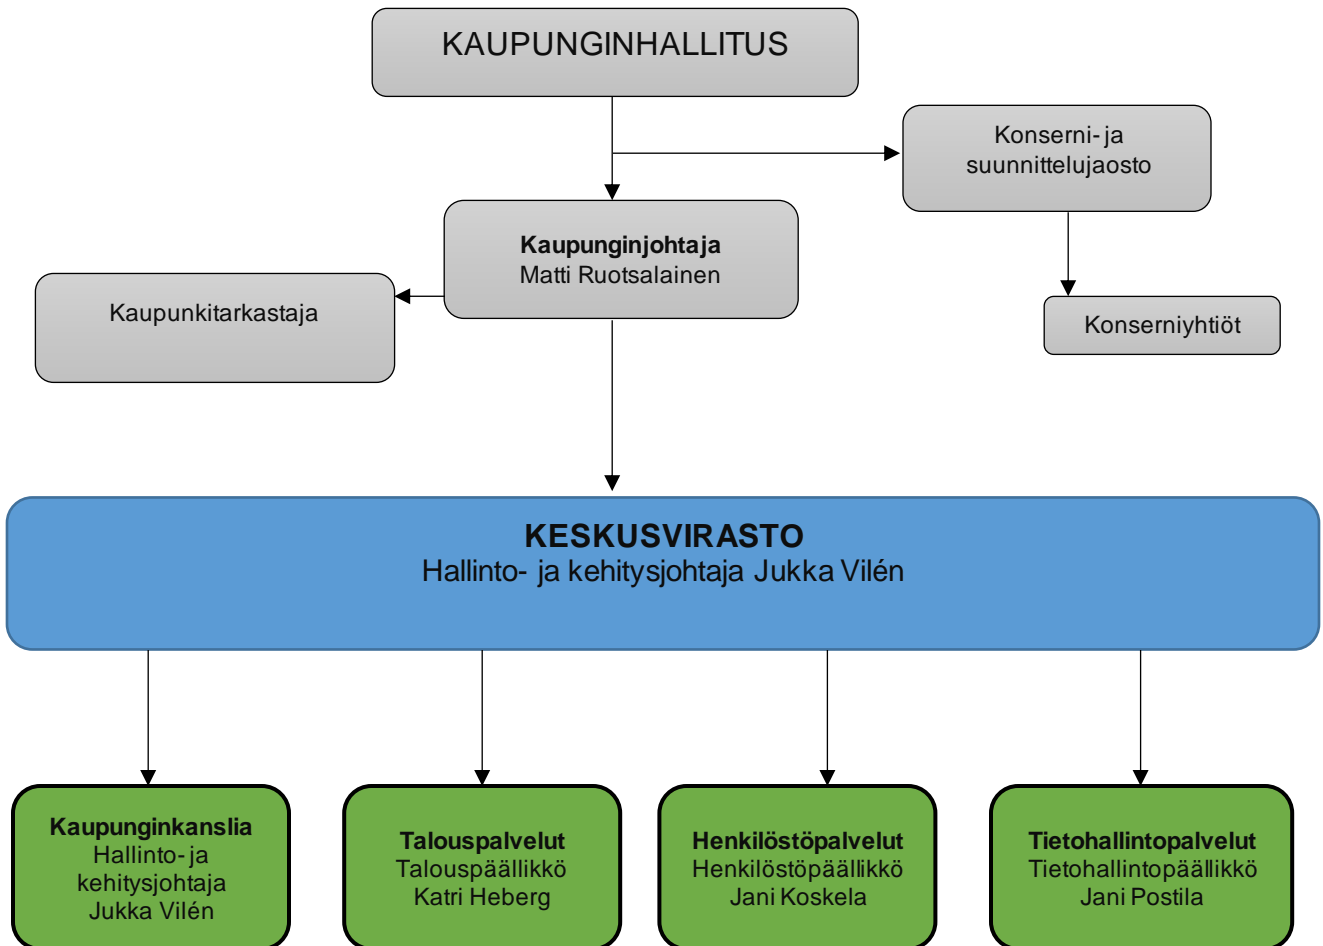 KAUPUNGINHALLITUS
Konserni- ja
suunnittelujaosto
Kaupunginjohtaja
Matti Ruotsalainen
Kaupunkitarkastaja
Konserniyhtiöt
KESKUSVIRASTO
Hallinto- ja kehitysjohtaja Jukka Vilén
Kaupunginkanslia
Hallinto- ja
kehitysjohtaja
Jukka Vilén
Talouspalvelut
Talouspäällikkö
Katri Heberg
Henkilöstöpalvelut
Henkilöstöpäällikkö
Jani Koskela
Tietohallintopalvelut
Tietohallintopäällikkö
Jani Postila